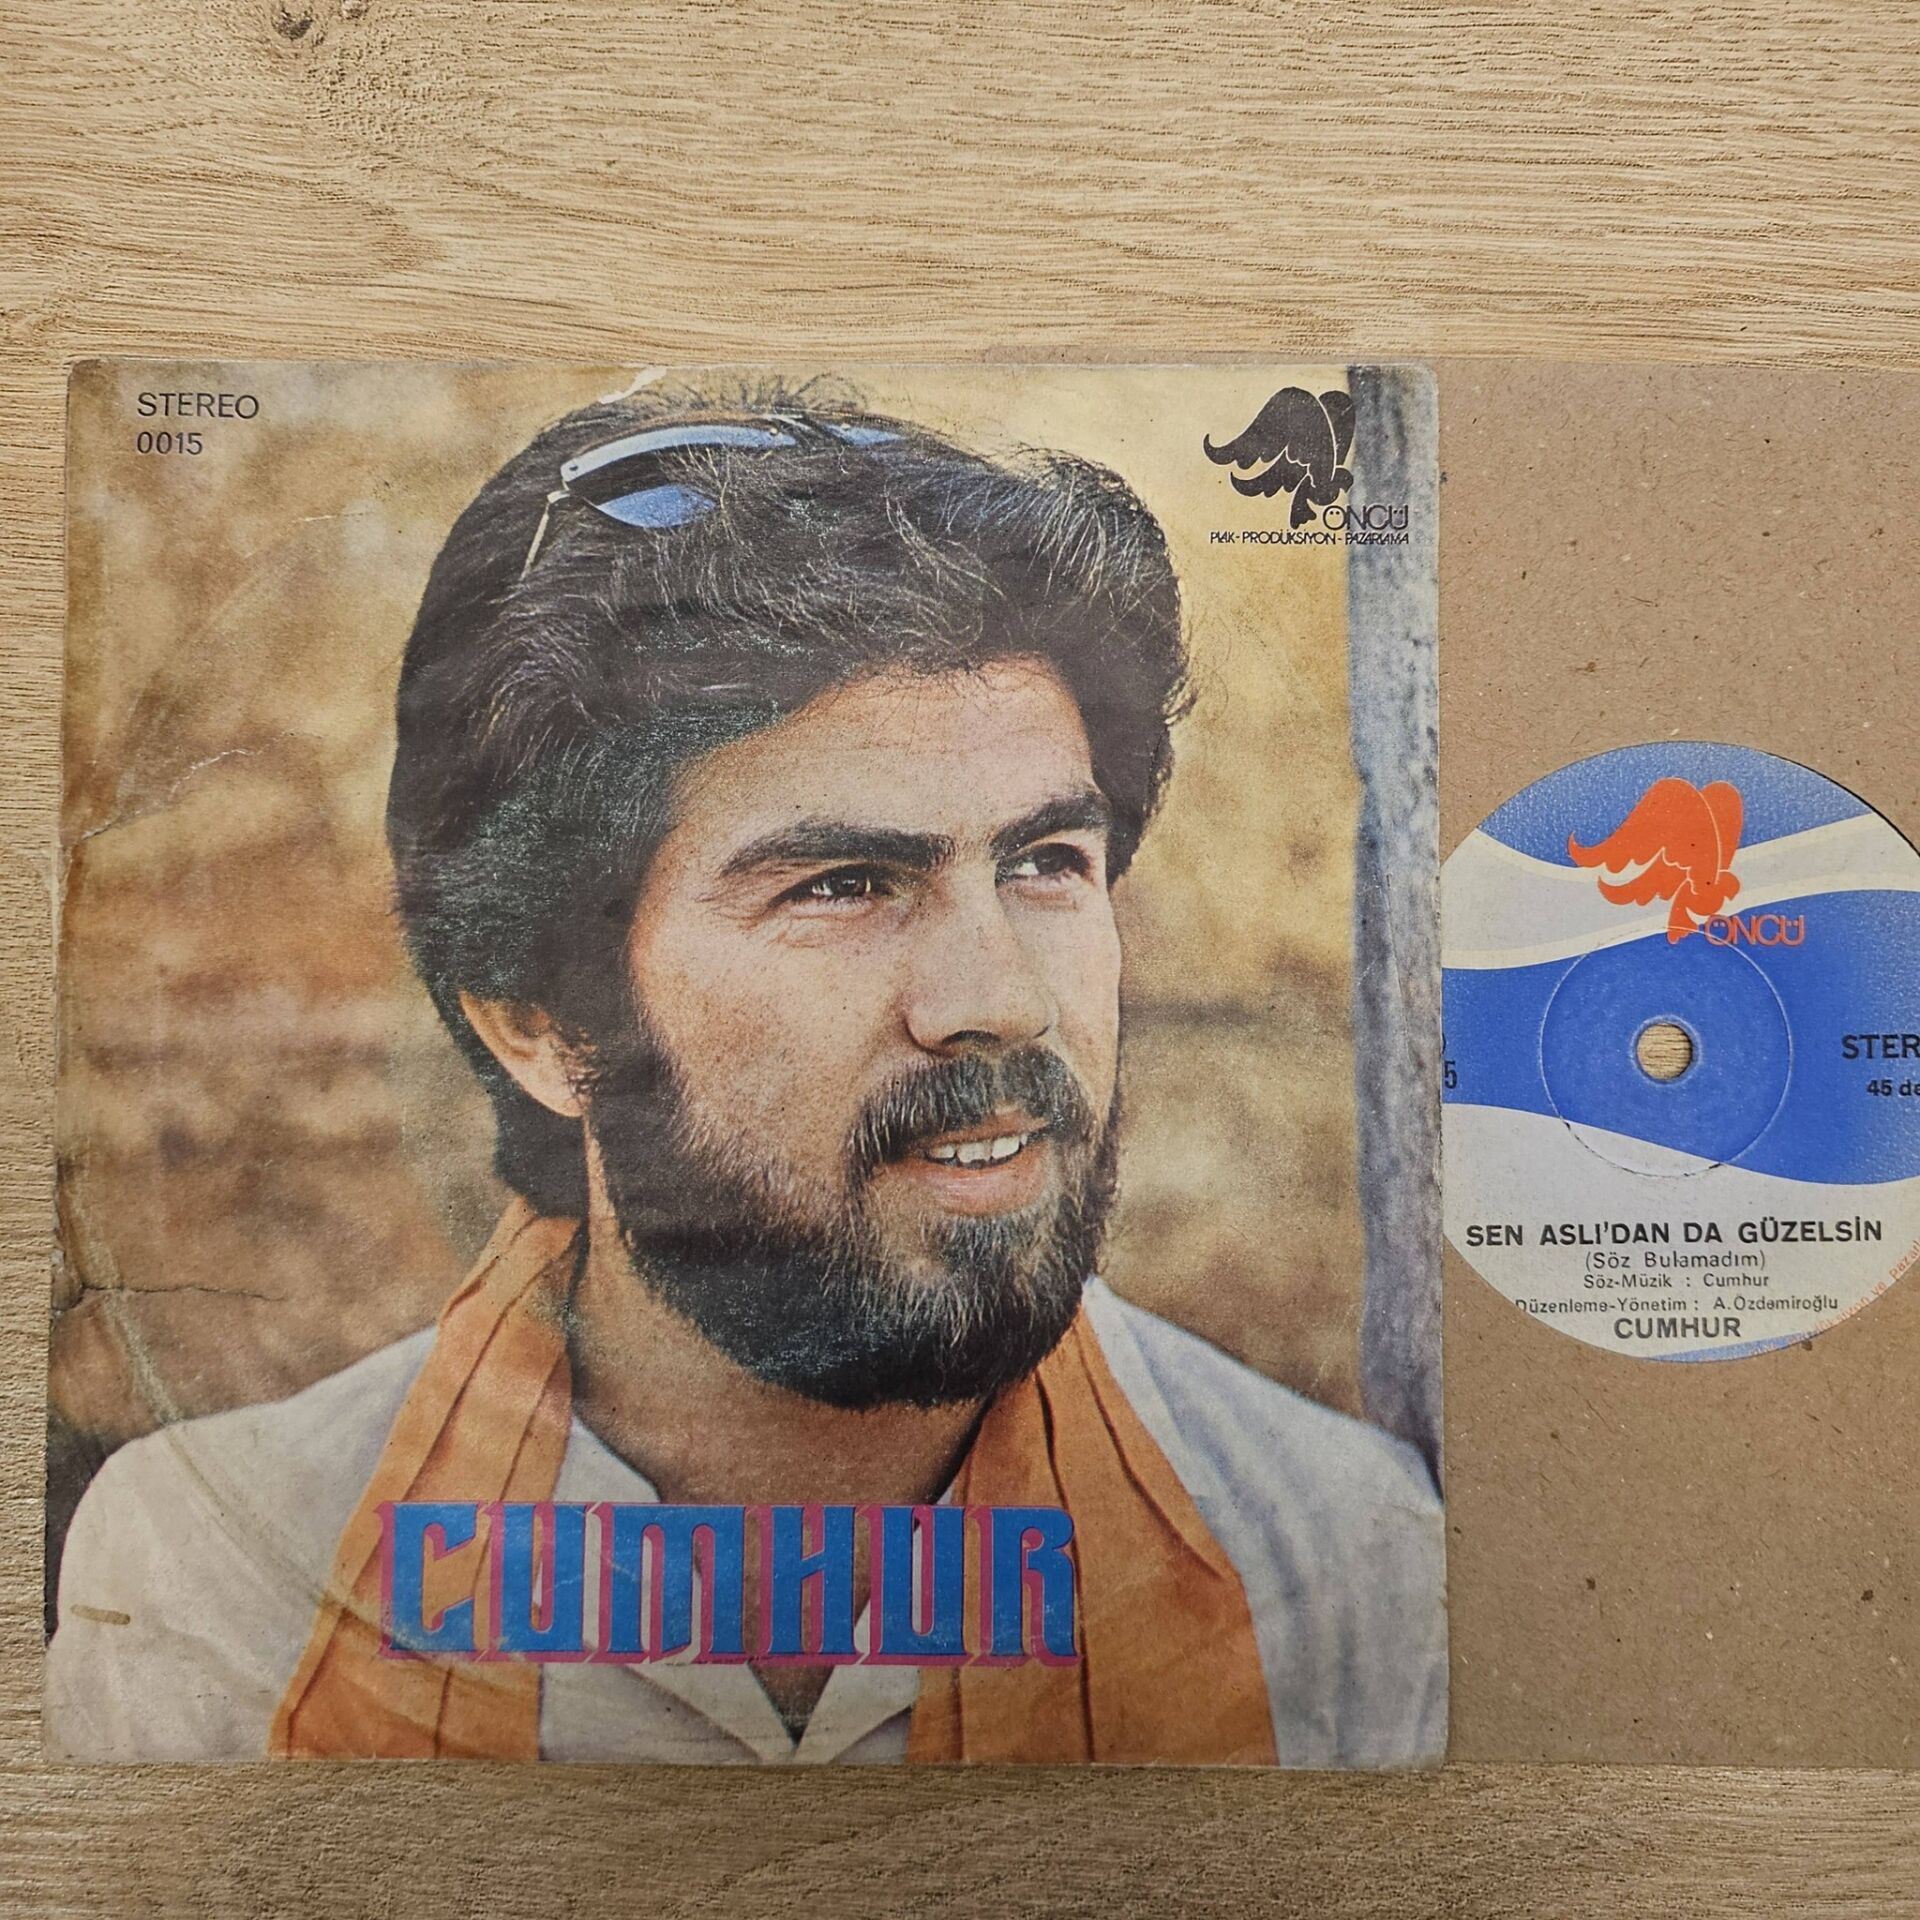 STEREO
0015
ÖNCÜ
PLAK-PRODÜKSİYON-PAZARLAMA
CUMHUR
ÖNCÜ
5
STER
45 de
SEN ASLI'DAN DA GÜZELSİN
(Söz Bulamadım)
Söz-Müzik : Cumhur
Düzenleme-Yönetim : A. Özdemiroğlu
CUMHUR